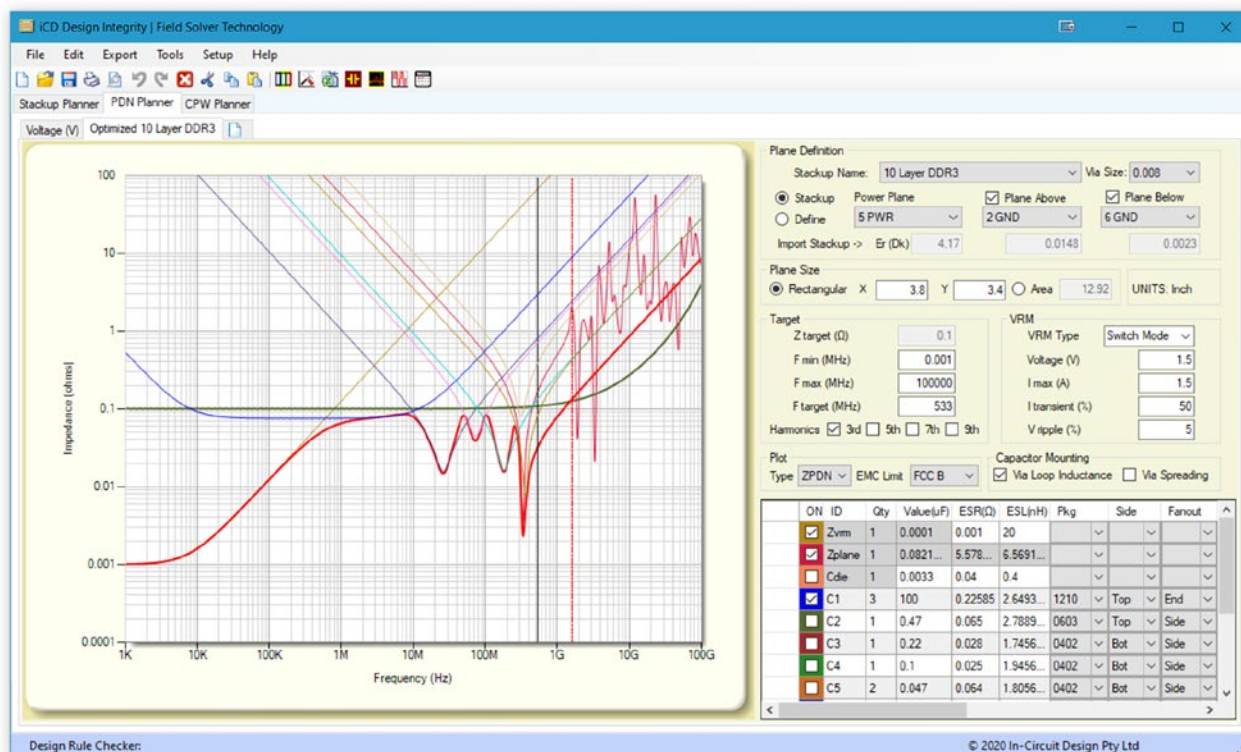 iCD Design Integrity | Field Solver Technology
File Edit Export Tools Setup Help
Stackup Planner PDN Planner CPW Planner
Voltage (V) Optimized 10 Layer DDR3
Impedance [ohms]
100
10
1
0.1
0.01
0.001
0.0001
1K 10K 100K 1M 10M 100M 1G 10G 100G
Frequency (Hz)
Plane Definition
Stackup Name: 10 Layer DDR3 Via Size: 0.008
Stackup Power Plane Plane Above Plane Below
Define 5 PWR 2 GND 6 GND
Import Stackup -> Er (Dk) 4.17 0.0148 0.0023
Plane Size
Rectangular X 3.8 Y 3.4 Area 12.92 UNITS: Inch
Target
Z target (Ω) 0.1
F min (MHz) 0.001
F max (MHz) 100000
F target (MHz) 533
Harmonics 3rd 5th 7th 9th
VRM
VRM Type Switch Mode
Voltage (V) 1.5
I max (A) 1.5
I transient (%) 50
V ripple (%) 5
Plot
Type ZPDN EMC Limit FCC B
Capacitor Mounting
Via Loop Inductance Via Spreading
ON ID Qty Value(uF) ESR(Ω) ESL(nH) Pkg Side Fanout
Zvrm 1 0.0001 0.001 20
Zplane 1 0.0821... 5.578... 6.5691...
Cdie 1 0.0033 0.04 0.4
C1 3 100 0.22585 2.6493... 1210 Top End
C2 1 0.47 0.065 2.7889... 0603 Top Side
C3 1 0.22 0.028 1.7456... 0402 Bot Side
C4 1 0.1 0.025 1.9456... 0402 Bot Side
C5 2 0.047 0.064 1.8056... 0402 Bot Side
Design Rule Checker: © 2020 In-Circuit Design Pty Ltd